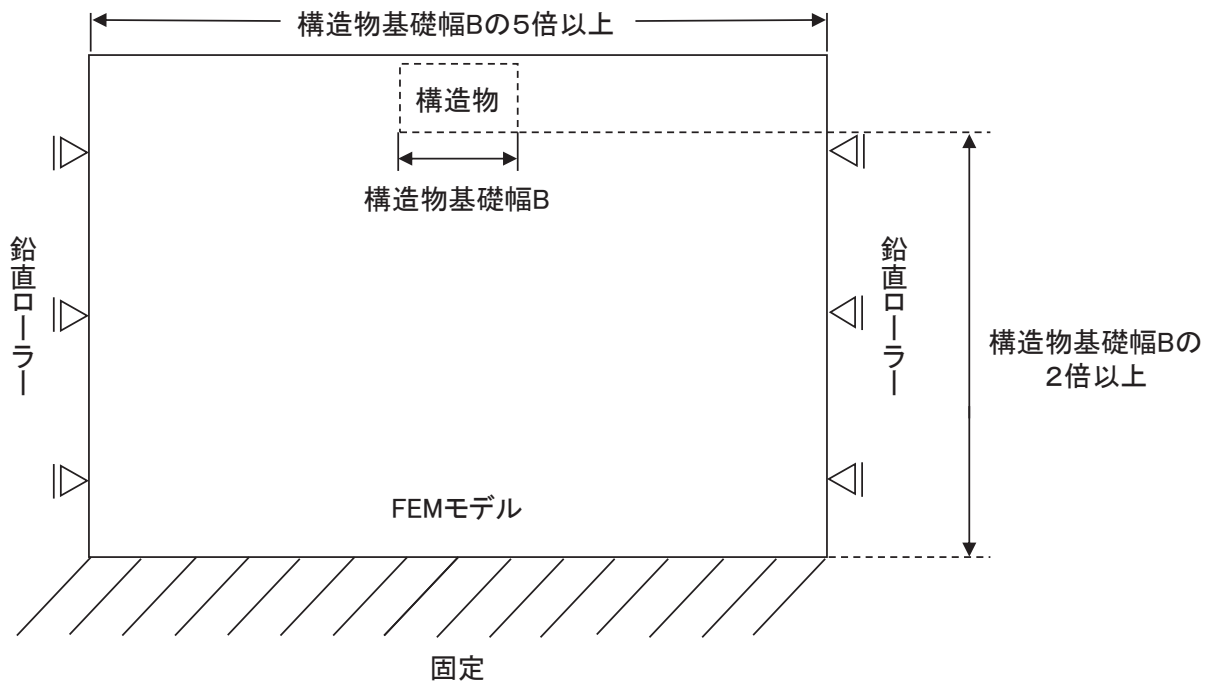 構造物基礎幅Bの5倍以上
構造物
構造物基礎幅B
鉛直ローラー
鉛直ローラー
構造物基礎幅Bの
2倍以上
FEMモデル
固定